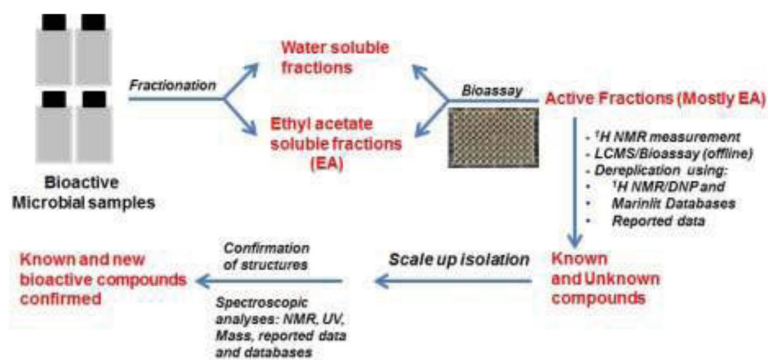 Fractionation
Bioactive
Microbial samples
Water soluble
fractions
Ethyl acetate
soluble fractions
(EA)
Bioassay
Active Fractions (Mostly EA)
- ¹H NMR measurement
- LCMS/Bioassay (offline)
- Dereplication using:
• ¹H NMR/DNP and
• Marinlit Databases
• Reported data
Known
and Unknown
compounds
Scale up isolation
Confirmation
of structures
Spectroscopic
analyses: NMR, UV,
Mass, reported data
and databases
Known and new
bioactive compounds
confirmed